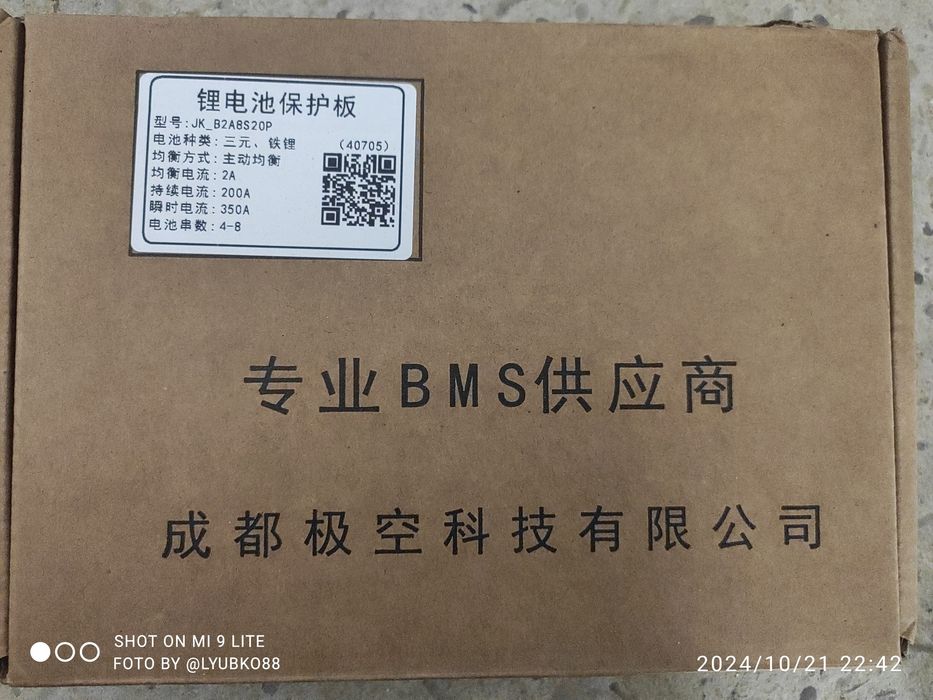 锂电池保护板
型号:JK_B2A8S20P
电池种类:三元、铁锂
(40705)
均衡方式:主动均衡
均衡电流:2A
持续电流:200A
瞬时电流:350A
电池串数:4-8
专业BMS供应商
成都极空科技有限公司
SHOT ON MI 9 LITE
FOTO BY @LYUBKO88
2024/10/21 22:42